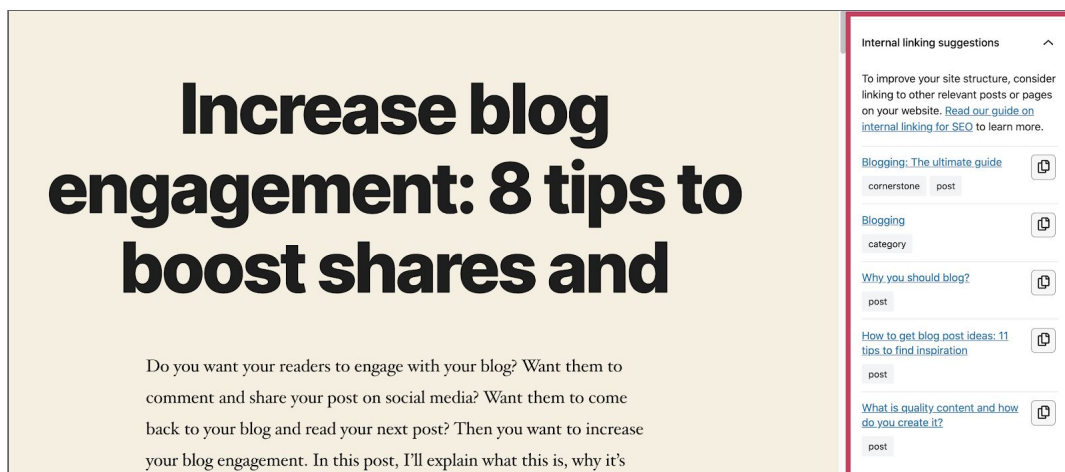 Increase blog
engagement: 8 tips to
boost shares and
Do you want your readers to engage with your blog? Want them to
comment and share your post on social media? Want them to come
back to your blog and read your next post? Then you want to increase
your blog engagement. In this post, I’ll explain what this is, why it’s
Internal linking suggestions
To improve your site structure, consider
linking to other relevant posts or pages
on your website. Read our guide on
internal linking for SEO to learn more.
Blogging: The ultimate guide
cornerstone post
Blogging
category
Why you should blog?
post
How to get blog post ideas: 11
tips to find inspiration
post
What is quality content and how
do you create it?
post